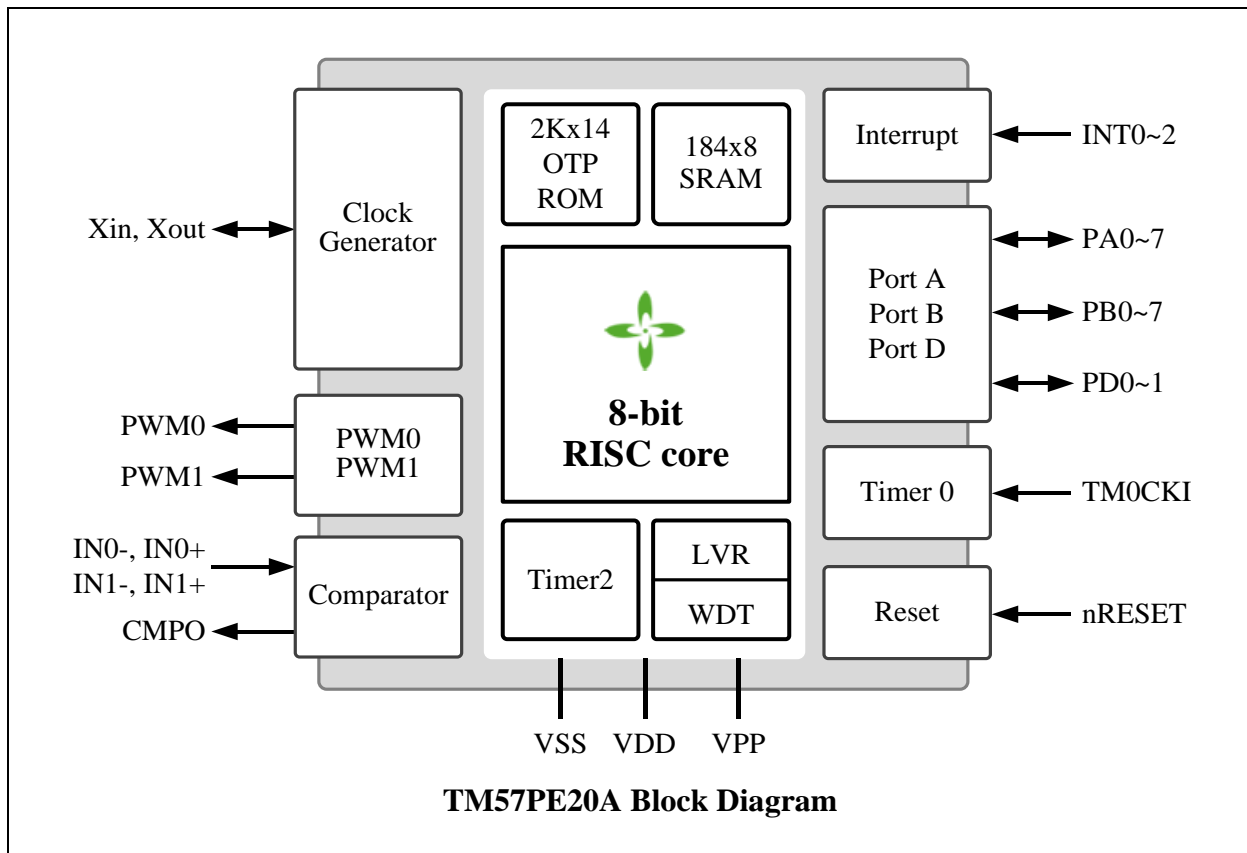 2Kx14
OTP
ROM
184x8
SRAM
Interrupt
INT0~2
Xin, Xout
Clock
Generator
Port A
Port B
Port D
PA0~7
PB0~7
PD0~1
8-bit
RISC core
PWM0
PWM1
PWM0
PWM1
Timer 0
TM0CKI
IN0-, IN0+
IN1-, IN1+
CMPO
Comparator
Timer2
LVR
WDT
Reset
nRESET
VSS
VDD
VPP
TM57PE20A Block Diagram